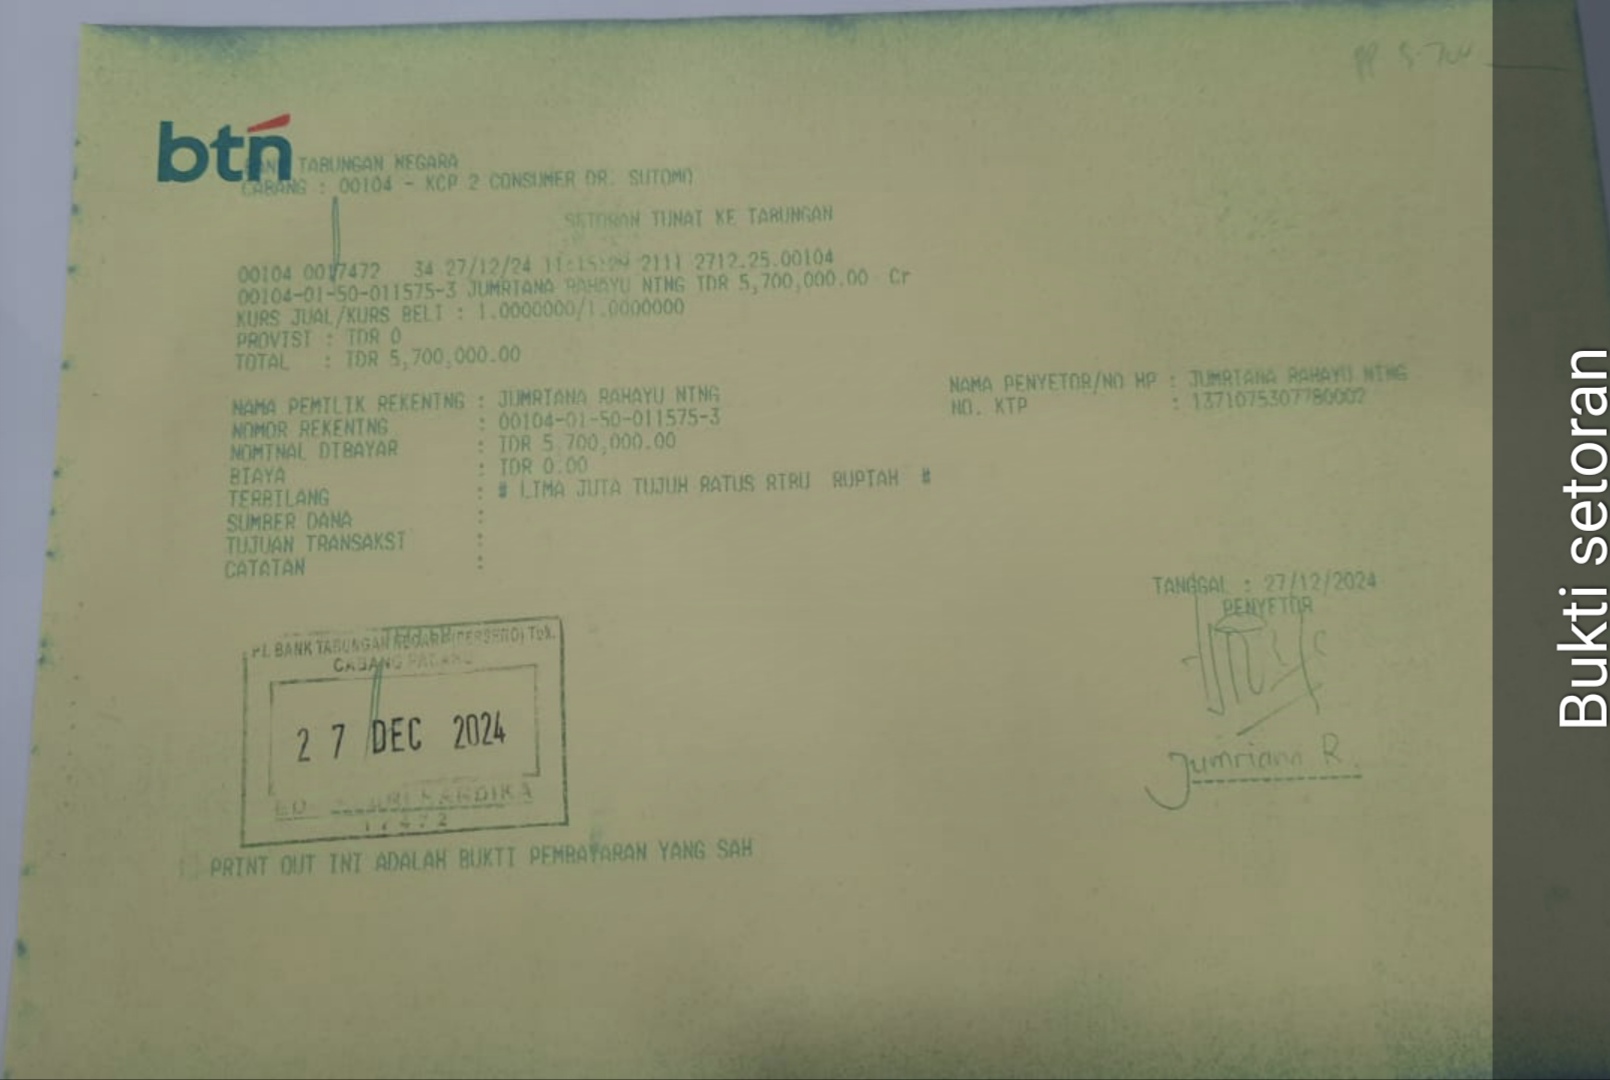 PP 5-700
btn
BANK TABUNGAN NEGARA
CABANG : 00104 - KCP 2 CONSUMER DR. SUTOMO
SETORAN TUNAI KE TABUNGAN
00104 0017472 34 27/12/24 11:15:29 2111 2712.25.00104
00104-01-50-011575-3 JUMRIANA RAHAYU NING IDR 5,700,000.00 Cr
KURS JUAL/KURS BELI : 1.0000000/1.0000000
PROVISI : IDR 0
TOTAL : IDR 5,700,000.00
NAMA PEMILIK REKENING : JUMRIANA RAHAYU NING
NOMOR REKENING : 00104-01-50-011575-3
NOMINAL DIBAYAR : IDR 5,700,000.00
BIAYA : IDR 0.00
TERBILANG : # LIMA JUTA TUJUH RATUS RIBU RUPIAH #
SUMBER DANA :
TUJUAN TRANSAKSI :
CATATAN :
NAMA PENYETOR/NO HP : JUMRIANA RAHAYU NING
NO. KTP : 1371075307780002
TANGGAL : 27/12/2024
PENYETOR
Jumriana R.
PT. BANK TABUNGAN NEGARA (PERSERO) Tbk.
CABANG PADANG
27 DEC 2024
17472
PRINT OUT INI ADALAH BUKTI PEMBAYARAN YANG SAH
Bukti setoran